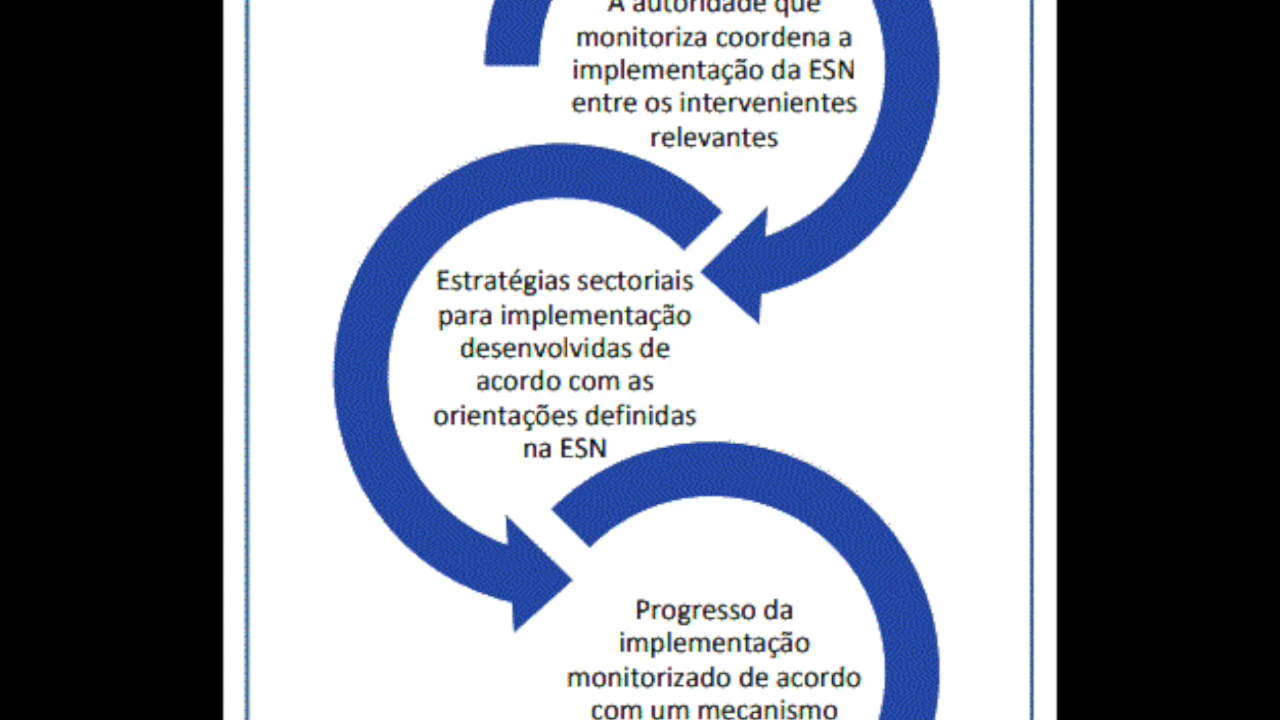 A autoridade que
monitoriza coordena a
implementação da ESN
entre os intervenientes
relevantes
Estratégias sectoriais
para implementação
desenvolvidas de
acordo com as
orientações definidas
na ESN
Progresso da
implementação
monitorizado de acordo
com um mecanismo